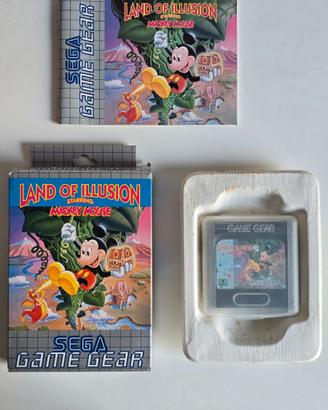 LAND OF ILLUSION
STARRING
MICKEY MOUSE
SEGA
GAME GEAR
LAND OF ILLUSION
STARRING
MICKEY MOUSE
SEGA
GAME GEAR
GAME GEAR